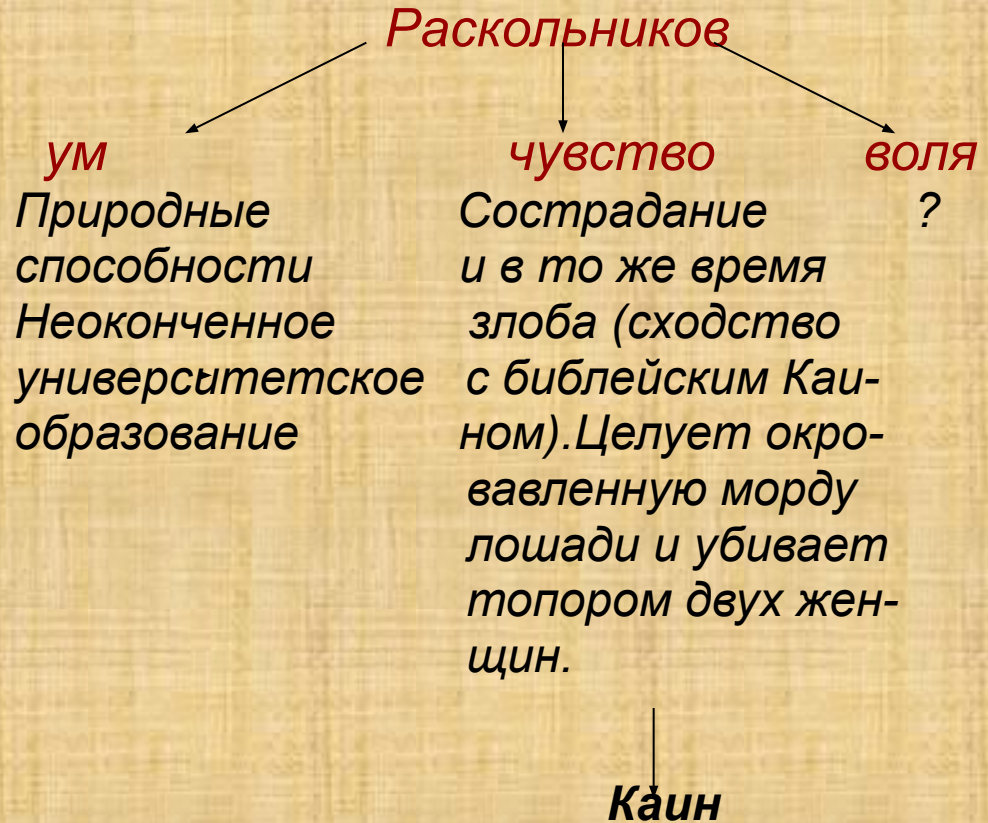 Раскольников
ум
Природные
способности
Неоконченное
университетское
образование
чувство
Сострадание
и в то же время
злоба (сходство
с библейским Каи-
ном).Целует окро-
вавленную морду
лошади и убивает
топором двух жен-
щин.
Каин
воля
?